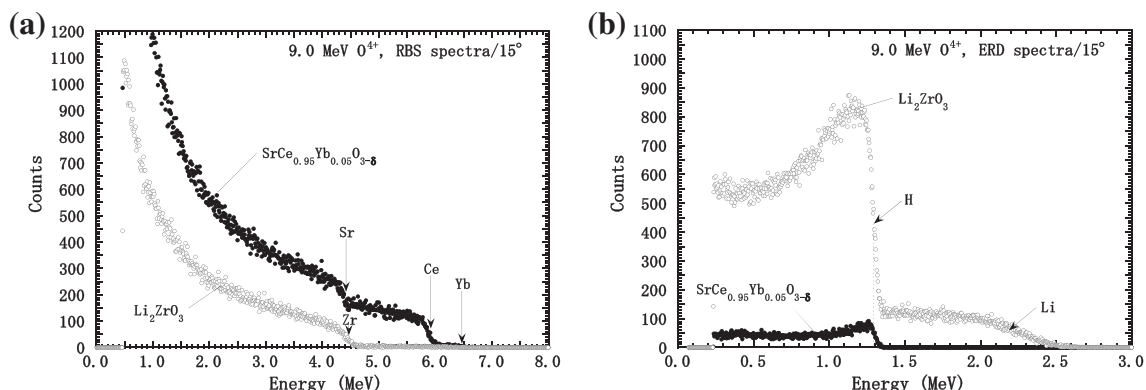 (a)
9.0 MeV O⁴⁺, RBS spectra/15°
1200
1100
1000
900
800
700
600
500
400
300
200
100
0
Counts
SrCe₀.₉₅Yb₀.₀₅O₃₋δ
Li₂ZrO₃
Sr
Zr
Ce
Yb
0.0 1.0 2.0 3.0 4.0 5.0 6.0 7.0 8.0
Energy (MeV)
(b)
9.0 MeV O⁴⁺, ERD spectra/15°
1100
1000
900
800
700
600
500
400
300
200
100
0
Counts
Li₂ZrO₃
H
SrCe₀.₉₅Yb₀.₀₅O₃₋δ
Li
0.0 0.5 1.0 1.5 2.0 2.5 3.0
Energy (MeV)